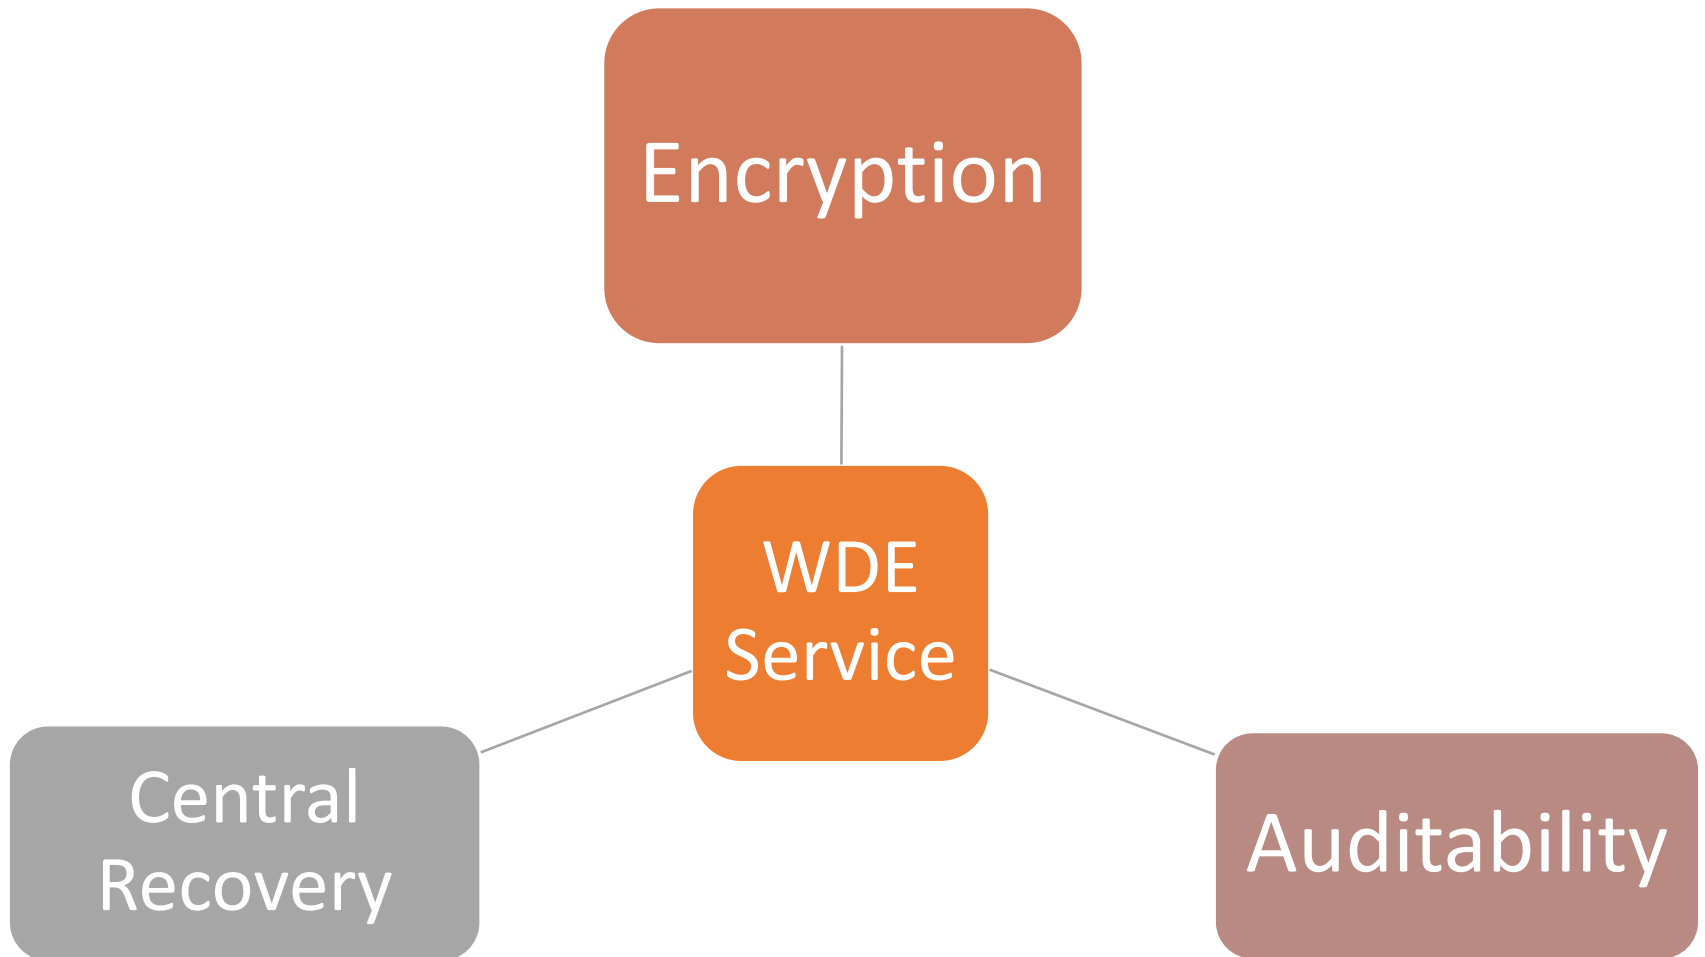 Encryption
WDE
Service
Central
Recovery
Auditability